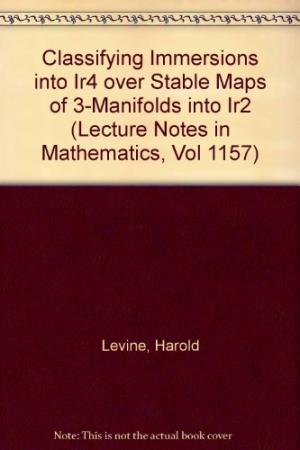 Classifying Immersions
into Ir4 over Stable Maps
of 3-Manifolds into Ir2
(Lecture Notes in
Mathematics, Vol 1157)
Levine, Harold
Note: This is not the actual book cover